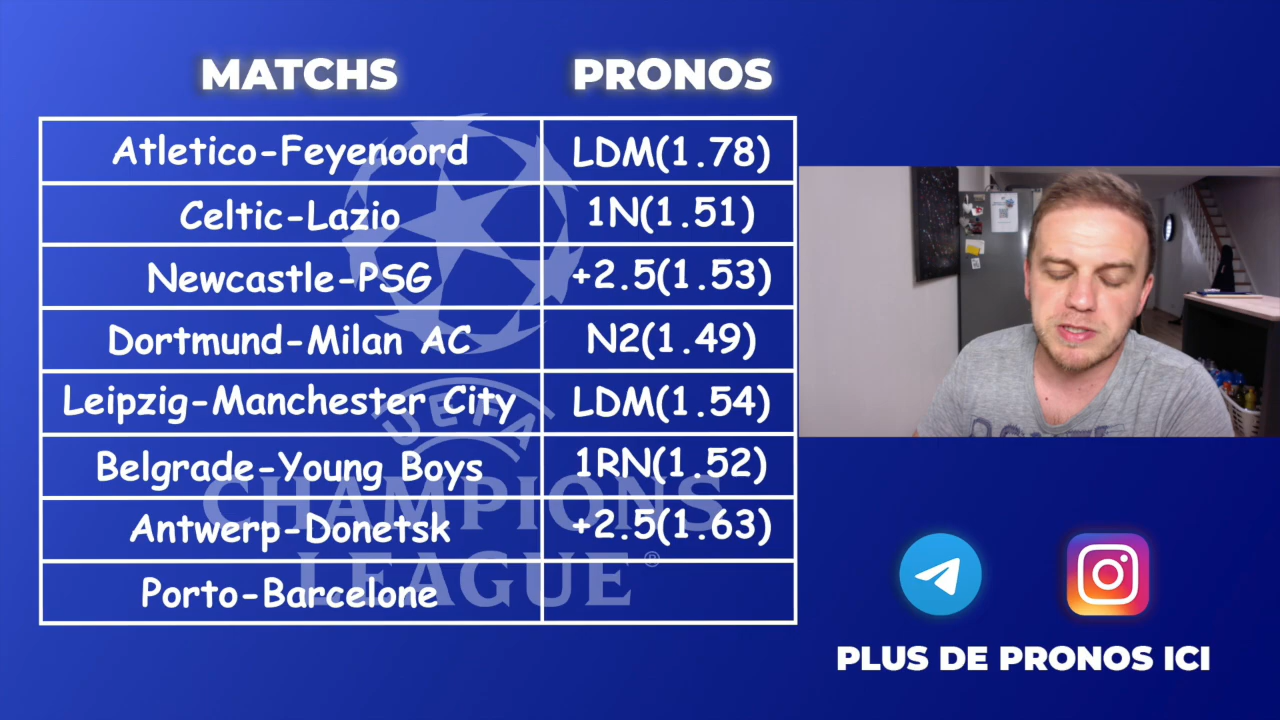 MATCHS PRONOS
Atletico-Feyenoord LDM(1.78)
Celtic-Lazio 1N(1.51)
Newcastle-PSG +2.5(1.53)
Dortmund-Milan AC N2(1.49)
Leipzig-Manchester City LDM(1.54)
Belgrade-Young Boys 1RN(1.52)
Antwerp-Donetsk +2.5(1.63)
Porto-Barcelone
UEFA
CHAMPIONS
LEAGUE®
PLUS DE PRONOS ICI